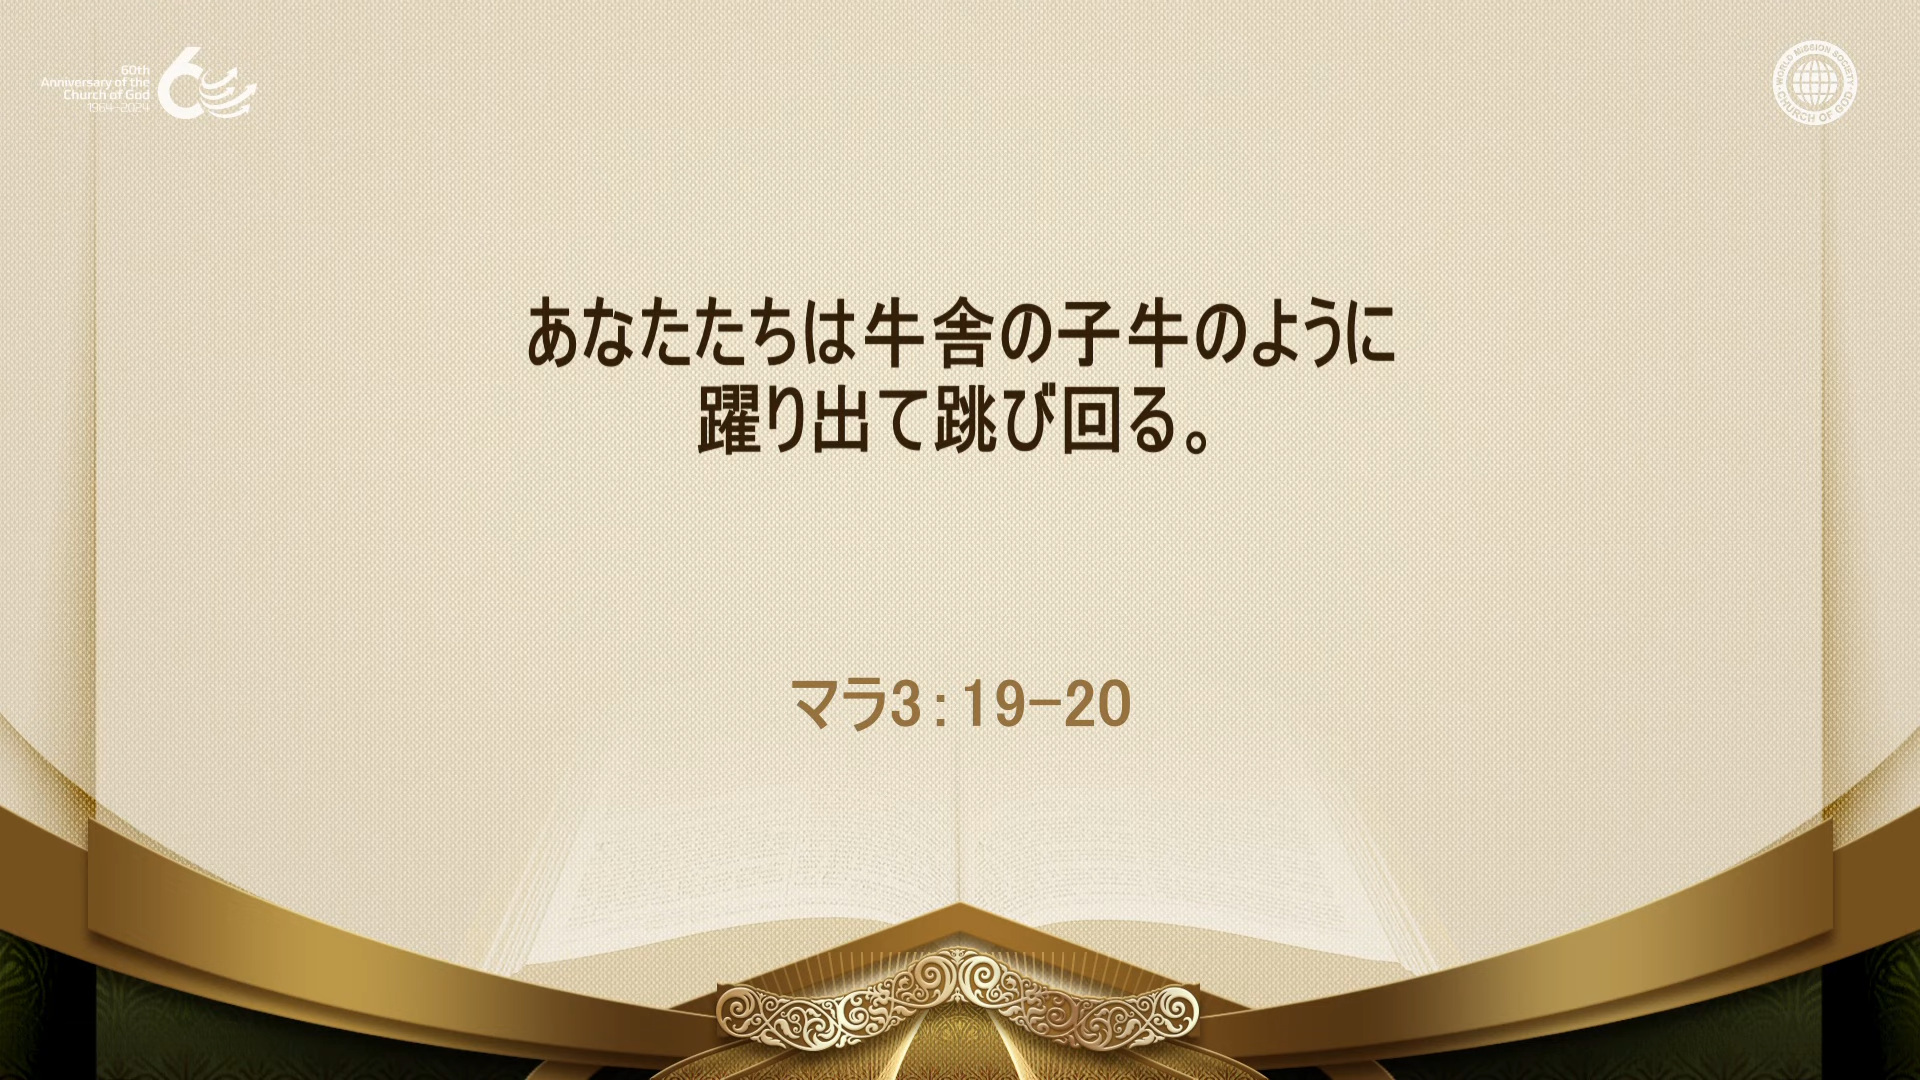 60th
Anniversary of the
Church of God
1964–2024
WORLD MISSION SOCIETY
CHURCH OF GOD
あなたたちは牛舎の子牛のように
躍り出て跳び回る。
マラ3:19-20